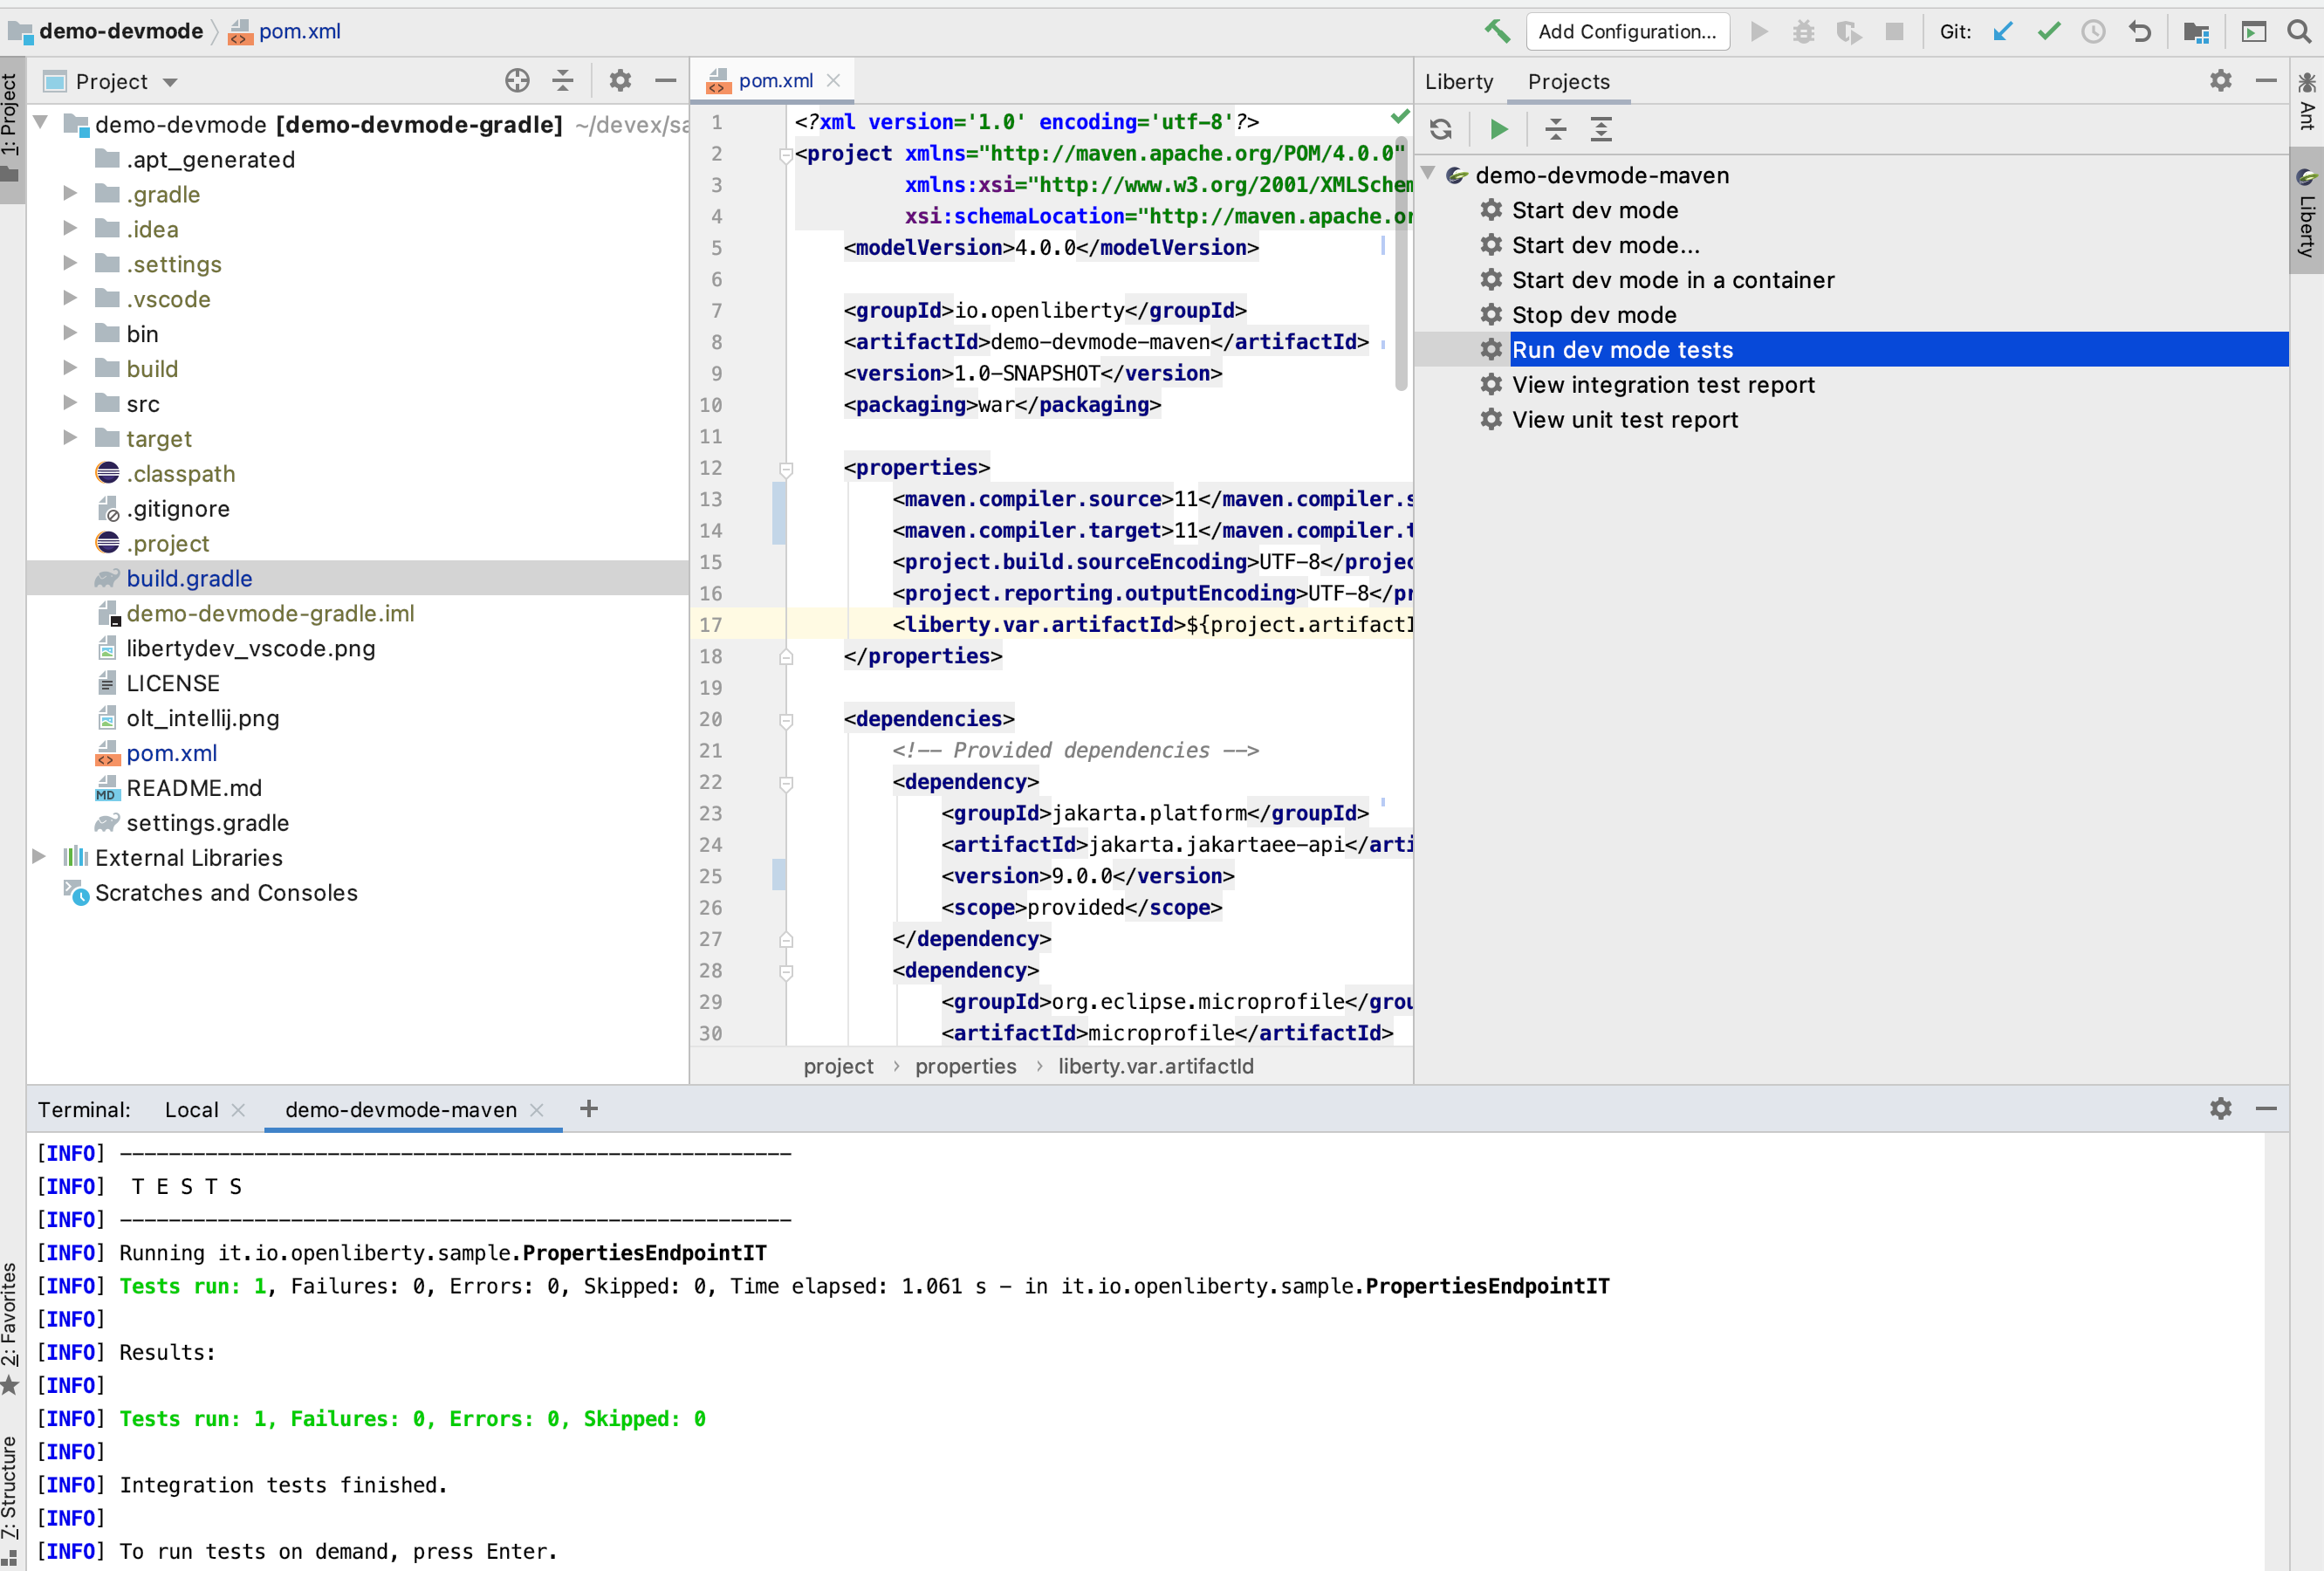 demo-devmode pom.xml Add Configuration... Git:
1: Project
2: Favorites
7: Structure
Project
demo-devmode [demo-devmode-gradle] ~/devex/sa
.apt_generated
.gradle
.idea
.settings
.vscode
bin
build
src
target
.classpath
.gitignore
.project
build.gradle
demo-devmode-gradle.iml
libertydev_vscode.png
LICENSE
olt_intellij.png
pom.xml
README.md
settings.gradle
External Libraries
Scratches and Consoles
pom.xml
1 <?xml version='1.0' encoding='utf-8'?>
2 <project xmlns="http://maven.apache.org/POM/4.0.0"
3 xmlns:xsi="http://www.w3.org/2001/XMLSchem
4 xsi:schemaLocation="http://maven.apache.or
5 <modelVersion>4.0.0</modelVersion>
6
7 <groupId>io.openliberty</groupId>
8 <artifactId>demo-devmode-maven</artifactId>
9 <version>1.0-SNAPSHOT</version>
10 <packaging>war</packaging>
11
12 <properties>
13 <maven.compiler.source>11</maven.compiler.s
14 <maven.compiler.target>11</maven.compiler.t
15 <project.build.sourceEncoding>UTF-8</projec
16 <project.reporting.outputEncoding>UTF-8</pr
17 <liberty.var.artifactId>${project.artifactI
18 </properties>
19
20 <dependencies>
21 <!-- Provided dependencies -->
22 <dependency>
23 <groupId>jakarta.platform</groupId>
24 <artifactId>jakarta.jakartaee-api</arti
25 <version>9.0.0</version>
26 <scope>provided</scope>
27 </dependency>
28 <dependency>
29 <groupId>org.eclipse.microprofile</grou
30 <artifactId>microprofile</artifactId>
project › properties › liberty.var.artifactId
Liberty Projects
demo-devmode-maven
Start dev mode
Start dev mode...
Start dev mode in a container
Stop dev mode
Run dev mode tests
View integration test report
View unit test report
Ant
Liberty
Terminal: Local demo-devmode-maven
[INFO] -------------------------------------------------------
[INFO] T E S T S
[INFO] -------------------------------------------------------
[INFO] Running it.io.openliberty.sample.PropertiesEndpointIT
[INFO] Tests run: 1, Failures: 0, Errors: 0, Skipped: 0, Time elapsed: 1.061 s - in it.io.openliberty.sample.PropertiesEndpointIT
[INFO]
[INFO] Results:
[INFO]
[INFO] Tests run: 1, Failures: 0, Errors: 0, Skipped: 0
[INFO]
[INFO] Integration tests finished.
[INFO]
[INFO] To run tests on demand, press Enter.